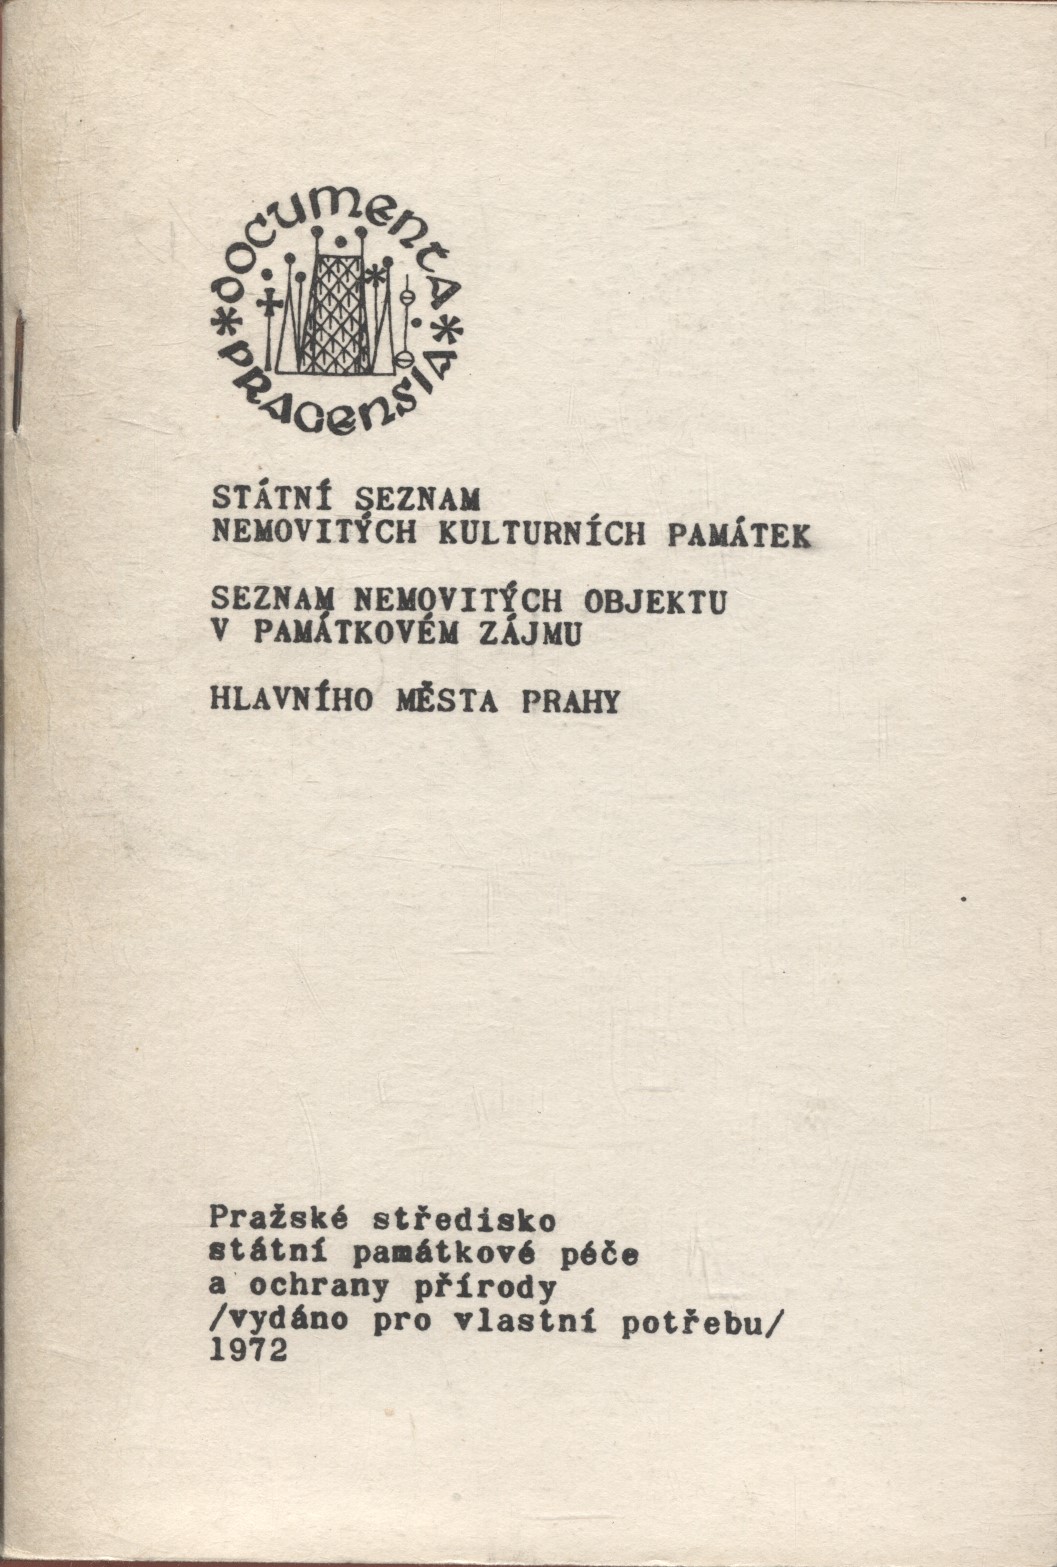 DOCUMENTA
* PRAGENSIA *
STÁTNÍ SEZNAM
NEMOVITÝCH KULTURNÍCH PAMÁTEK
SEZNAM NEMOVITÝCH OBJEKTU
V PAMÁTKOVÉM ZÁJMU
HLAVNÍHO MĚSTA PRAHY
Pražské středisko
státní památkové péče
a ochrany přírody
/vydáno pro vlastní potřebu/
1972